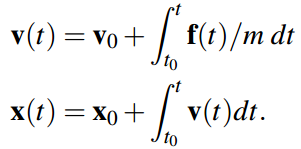 v(t) = v₀ + ∫_{t₀}^{t} f(t)/m dt
x(t) = x₀ + ∫_{t₀}^{t} v(t)dt.